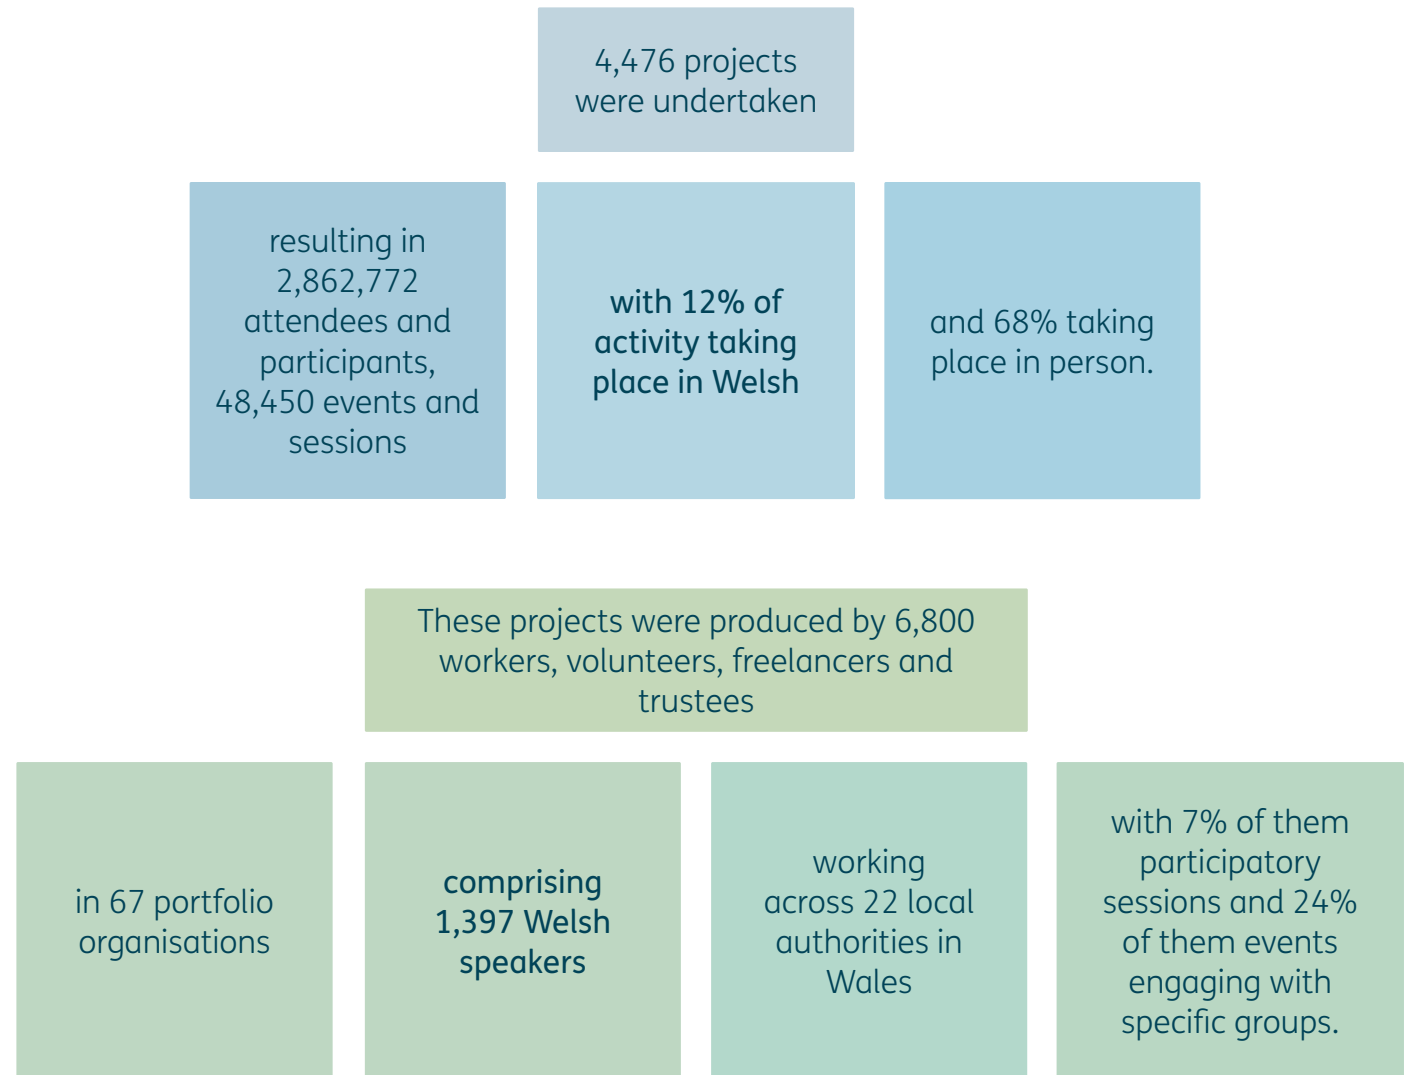 4,476 projects
were undertaken
resulting in
2,862,772
attendees and
participants,
48,450 events and
sessions
with 12% of
activity taking
place in Welsh
and 68% taking
place in person.
These projects were produced by 6,800
workers, volunteers, freelancers and
trustees
in 67 portfolio
organisations
comprising
1,397 Welsh
speakers
working
across 22 local
authorities in
Wales
with 7% of them
participatory
sessions and 24%
of them events
engaging with
specific groups.